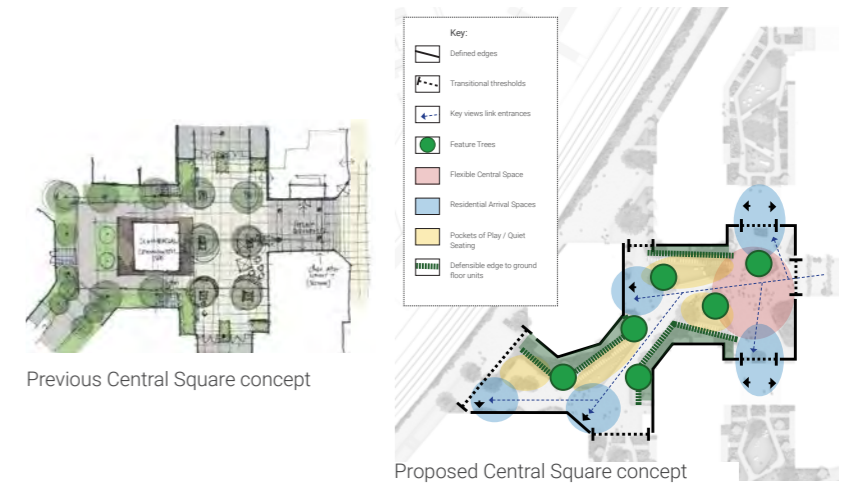 Key:
Defined edges
Transitional thresholds
Key views link entrances
Feature Trees
Flexible Central Space
Residential Arrival Spaces
Pockets of Play / Quiet
Seating
Defensible edge to ground
floor units
Previous Central Square concept
Proposed Central Square concept